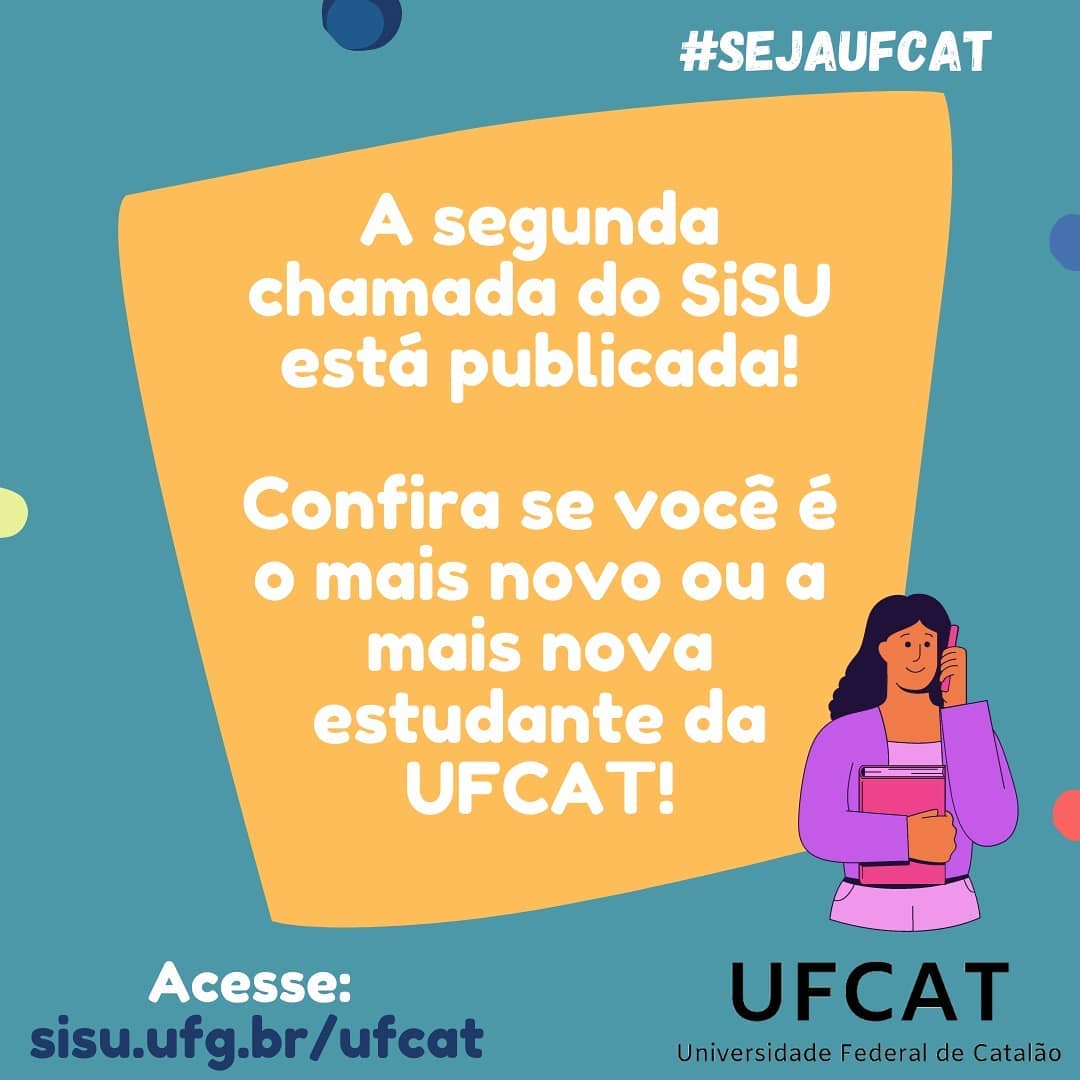 #SEJAUFCAT
A segunda
chamada do SiSU
está publicada!
Confira se você é
o mais novo ou a
mais nova
estudante da
UFCAT!
Acesse:
sisu.ufg.br/ufcat
UFCAT
Universidade Federal de Catalão